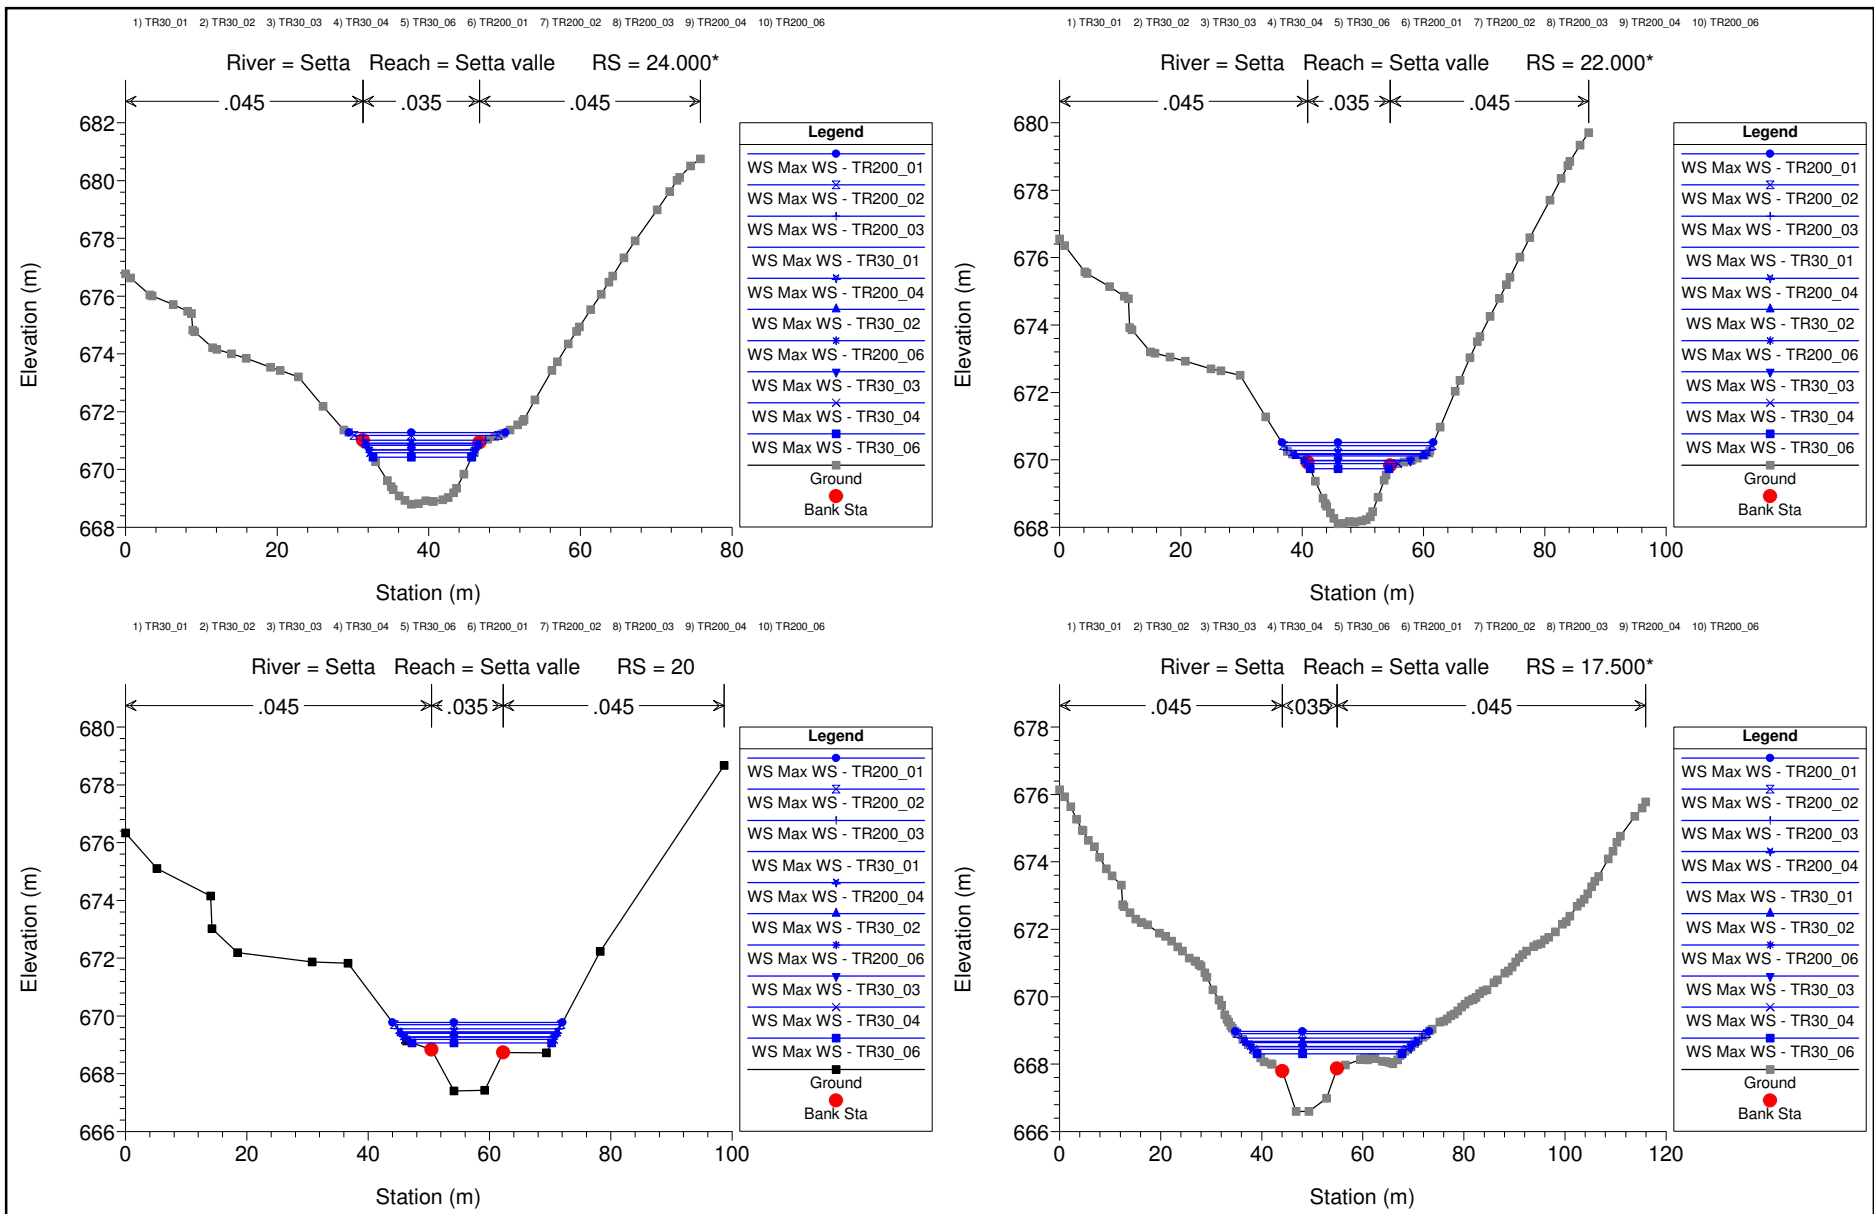 1) TR30_01 2) TR30_02 3) TR30_03 4) TR30_04 5) TR30_06 6) TR200_01 7) TR200_02 8) TR200_03 9) TR200_04 10) TR200_06
River = Setta Reach = Setta valle RS = 24.000*
.045 .035 .045
682
680
678
676
674
672
670
668
Elevation (m)
0 20 40 60 80
Station (m)
Legend
WS Max WS - TR200_01
WS Max WS - TR200_02
WS Max WS - TR200_03
WS Max WS - TR30_01
WS Max WS - TR200_04
WS Max WS - TR30_02
WS Max WS - TR200_06
WS Max WS - TR30_03
WS Max WS - TR30_04
WS Max WS - TR30_06
Ground
Bank Sta
1) TR30_01 2) TR30_02 3) TR30_03 4) TR30_04 5) TR30_06 6) TR200_01 7) TR200_02 8) TR200_03 9) TR200_04 10) TR200_06
River = Setta Reach = Setta valle RS = 22.000*
.045 .035 .045
680
678
676
674
672
670
668
Elevation (m)
0 20 40 60 80 100
Station (m)
Legend
WS Max WS - TR200_01
WS Max WS - TR200_02
WS Max WS - TR200_03
WS Max WS - TR30_01
WS Max WS - TR200_04
WS Max WS - TR30_02
WS Max WS - TR200_06
WS Max WS - TR30_03
WS Max WS - TR30_04
WS Max WS - TR30_06
Ground
Bank Sta
1) TR30_01 2) TR30_02 3) TR30_03 4) TR30_04 5) TR30_06 6) TR200_01 7) TR200_02 8) TR200_03 9) TR200_04 10) TR200_06
River = Setta Reach = Setta valle RS = 20
.045 .035 .045
680
678
676
674
672
670
668
666
Elevation (m)
0 20 40 60 80 100
Station (m)
Legend
WS Max WS - TR200_01
WS Max WS - TR200_02
WS Max WS - TR200_03
WS Max WS - TR30_01
WS Max WS - TR200_04
WS Max WS - TR30_02
WS Max WS - TR200_06
WS Max WS - TR30_03
WS Max WS - TR30_04
WS Max WS - TR30_06
Ground
Bank Sta
1) TR30_01 2) TR30_02 3) TR30_03 4) TR30_04 5) TR30_06 6) TR200_01 7) TR200_02 8) TR200_03 9) TR200_04 10) TR200_06
River = Setta Reach = Setta valle RS = 17.500*
.045 .035 .045
678
676
674
672
670
668
666
Elevation (m)
0 20 40 60 80 100 120
Station (m)
Legend
WS Max WS - TR200_01
WS Max WS - TR200_02
WS Max WS - TR200_03
WS Max WS - TR200_04
WS Max WS - TR30_01
WS Max WS - TR30_02
WS Max WS - TR200_06
WS Max WS - TR30_03
WS Max WS - TR30_04
WS Max WS - TR30_06
Ground
Bank Sta